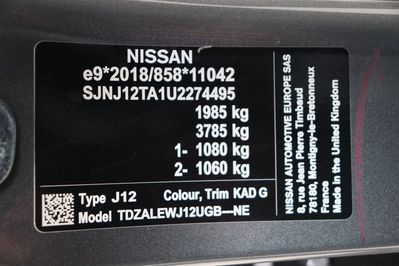 NISSAN
e9*2018/858*11042
SJNJ12TA1U2274495
1985 kg
3785 kg
1- 1080 kg
2- 1060 kg
Type J12 Colour, Trim KAD G
Model TDZALEWJ12UGB—NE
NISSAN AUTOMOTIVE EUROPE SAS
8, rue Jean Pierre Timbaud
78180, Montigny-le-Bretonneux
France
Made in the United Kingdom